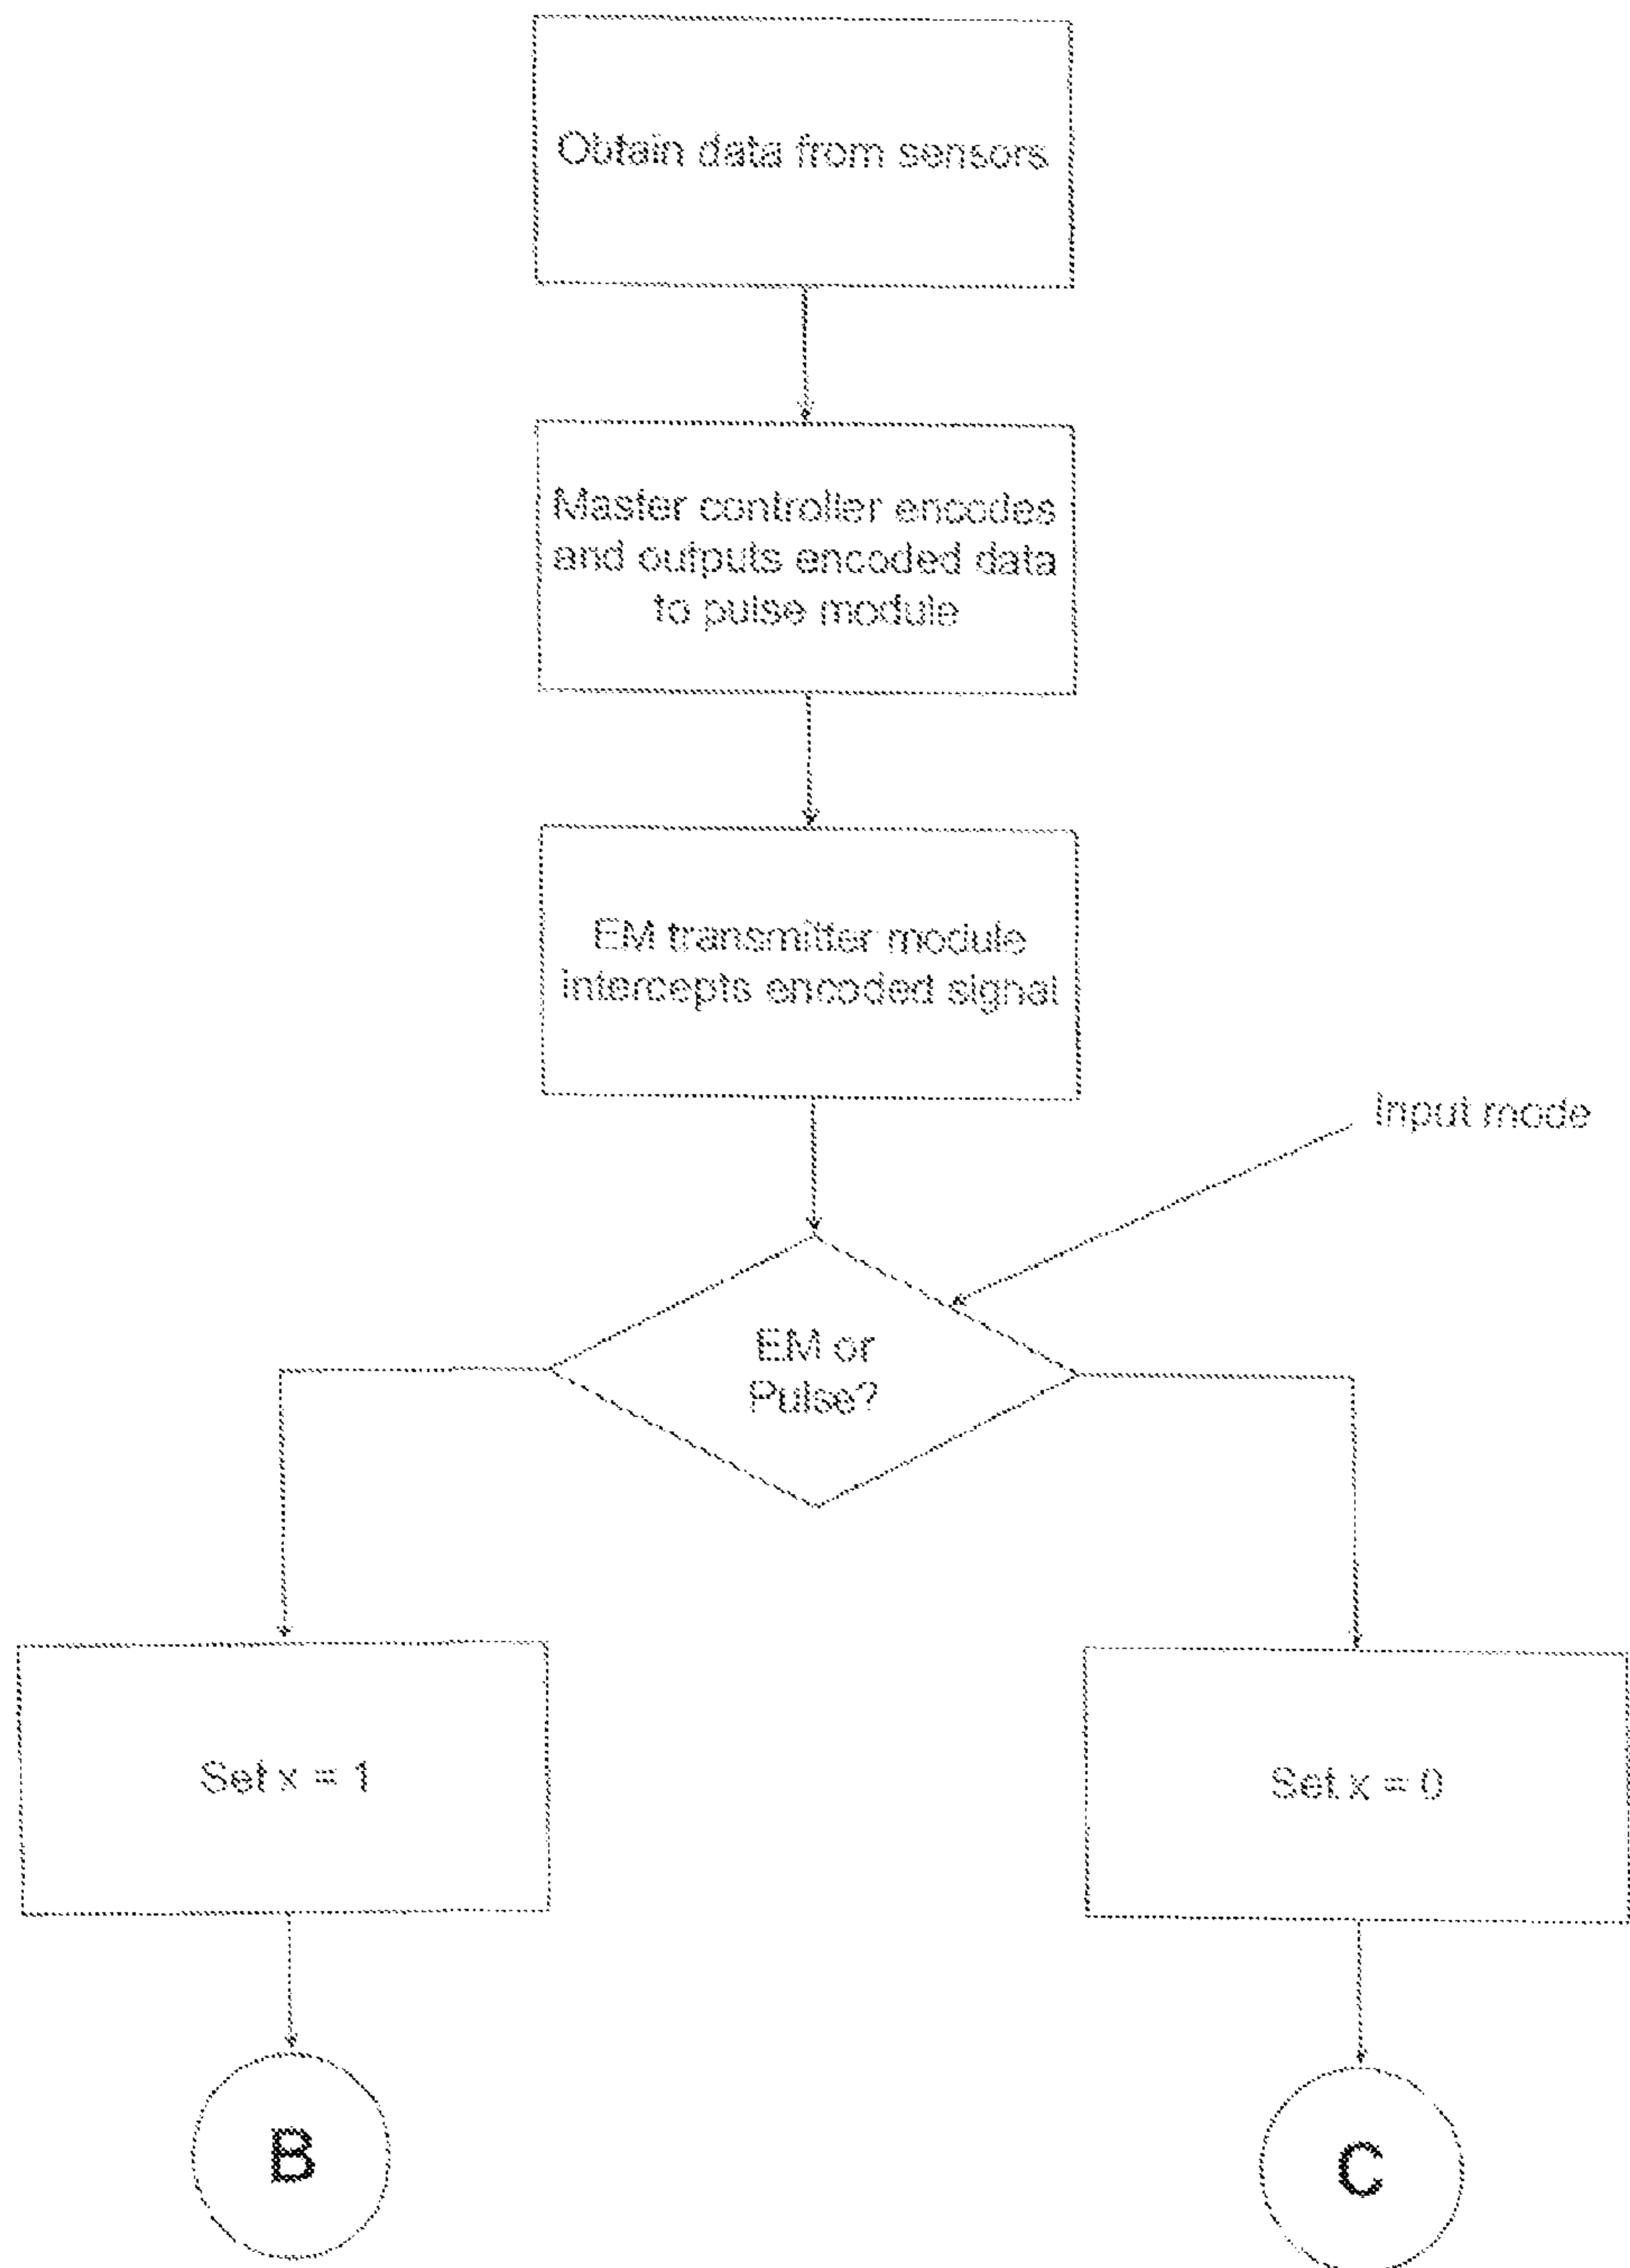 Obtain data from sensors
Master controller encodes
and outputs encoded data
to pulse module
EM transmitter module
intercepts encoded signal
Input mode
EM or
Pulse?
Set x = 1
Set x = 0
B
C